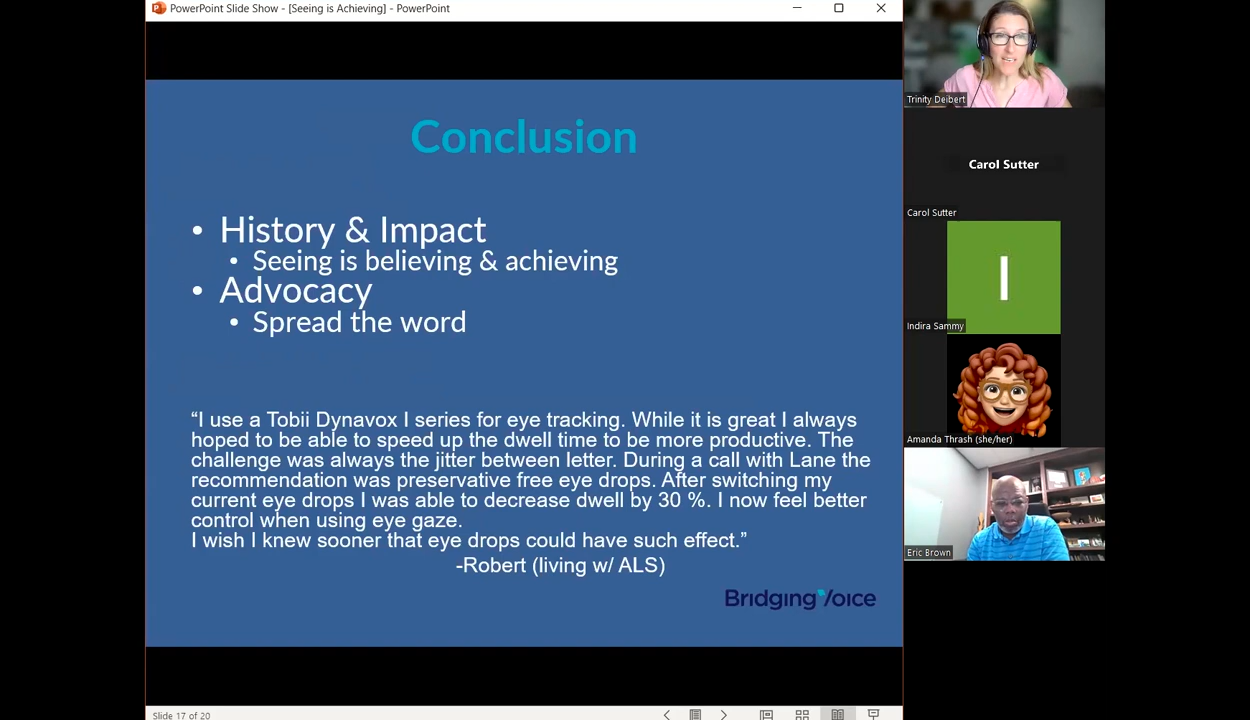 PowerPoint Slide Show - [Seeing is Achieving] - PowerPoint
Conclusion
• History & Impact
• Seeing is believing & achieving
• Advocacy
• Spread the word
“I use a Tobii Dynavox I series for eye tracking. While it is great I always
hoped to be able to speed up the dwell time to be more productive. The
challenge was always the jitter between letter. During a call with Lane the
recommendation was preservative free eye drops. After switching my
current eye drops I was able to decrease dwell by 30 %. I now feel better
control when using eye gaze.
I wish I knew sooner that eye drops could have such effect.”
-Robert (living w/ ALS)
Bridging Voice
Slide 17 of 20
Trinity Deibert
Carol Sutter
Carol Sutter
I
Indira Sammy
Amanda Thrash (she/her)
Eric Brown